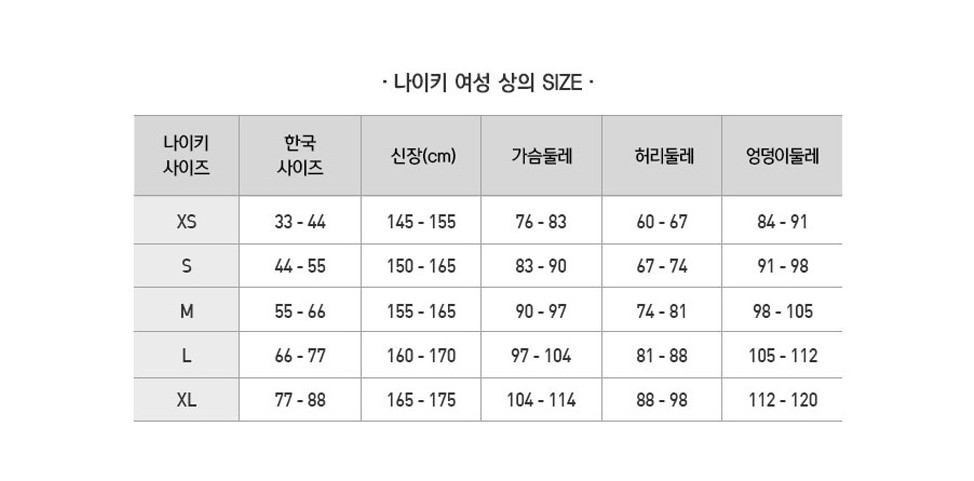 · 나이키 여성 상의 SIZE ·
나이키 사이즈 한국 사이즈 신장(cm) 가슴둘레 허리둘레 엉덩이둘레
XS 33 - 44 145 - 155 76 - 83 60 - 67 84 - 91
S 44 - 55 150 - 165 83 - 90 67 - 74 91 - 98
M 55 - 66 155 - 165 90 - 97 74 - 81 98 - 105
L 66 - 77 160 - 170 97 - 104 81 - 88 105 - 112
XL 77 - 88 165 - 175 104 - 114 88 - 98 112 - 120